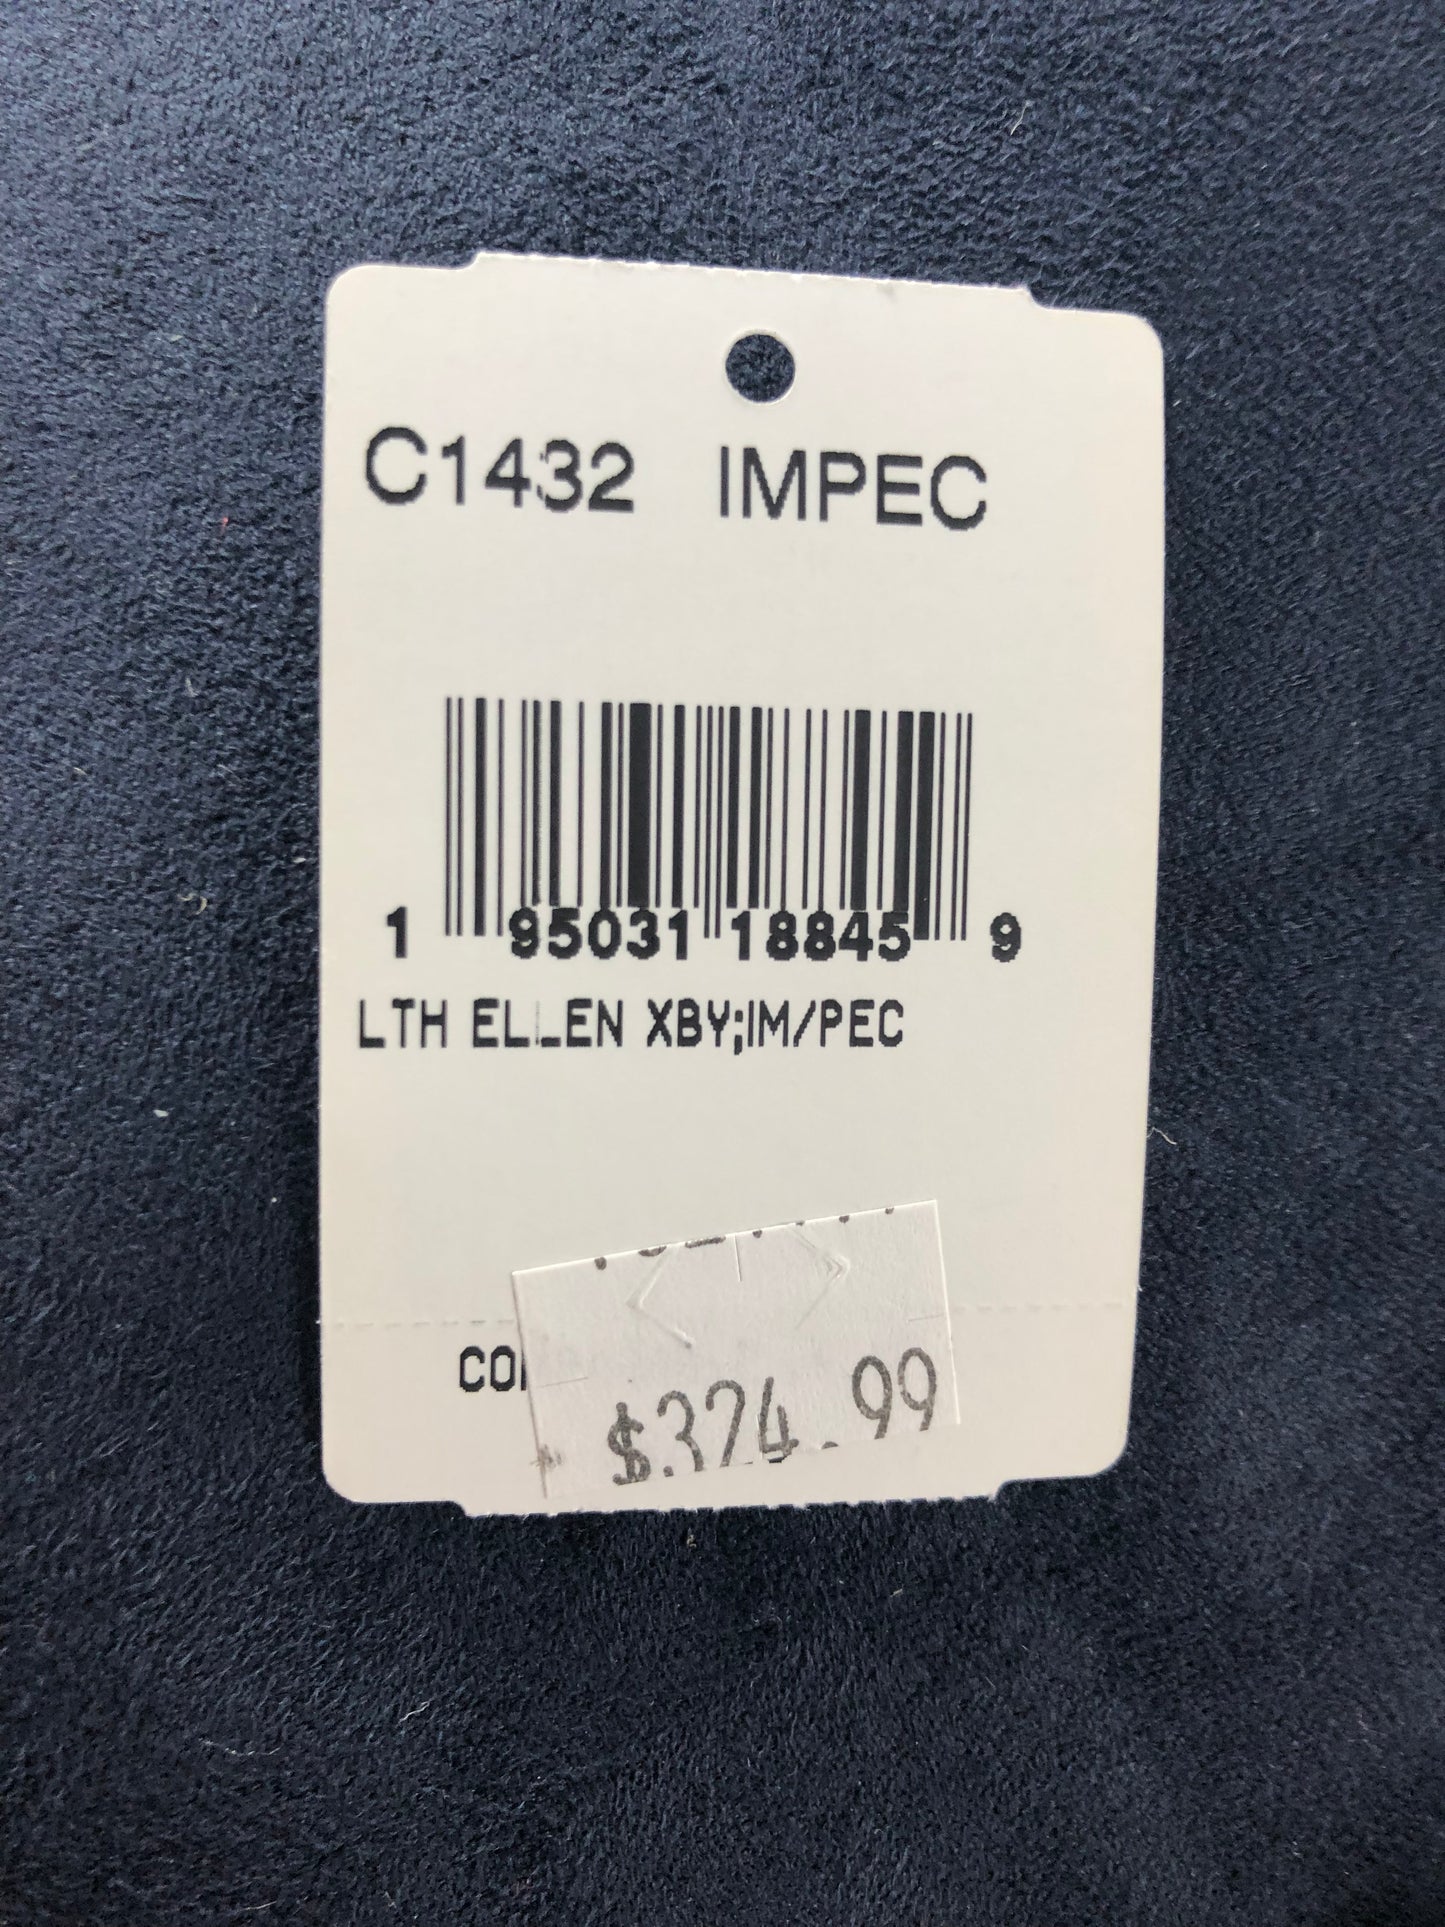 C1432 IMPEC
1 95031 18845 9
LTH ELLEN XBY;IM/PEC
$324.99